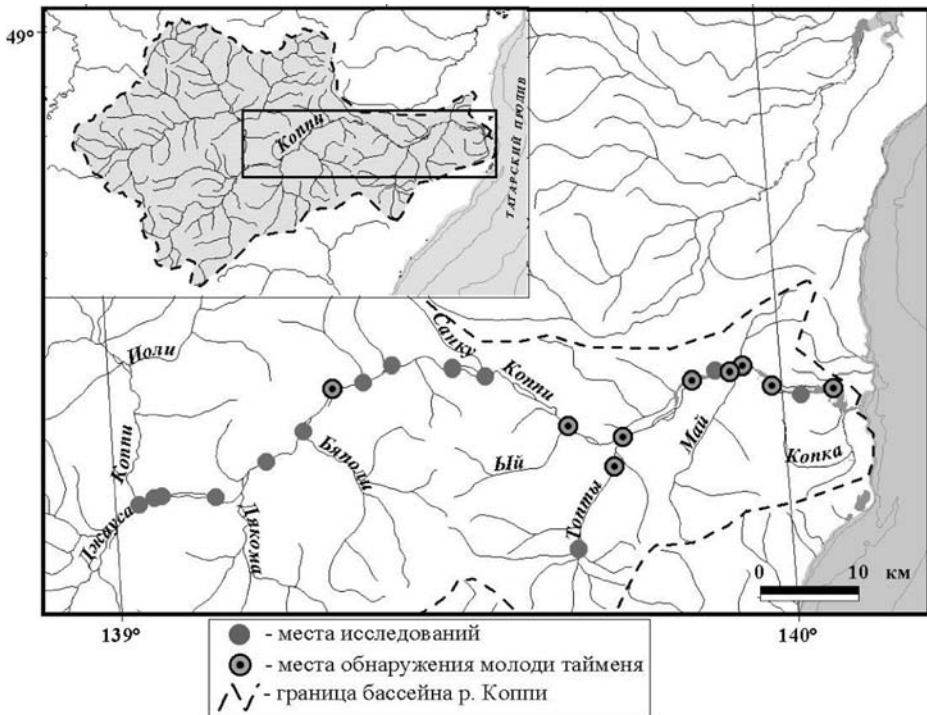 49°
Коппи
ТАТАРСКИЙ ПРОЛИВ
Иоли
Санку
Коппи
Коппи
Бяполи
Ый
Май
Копка
Джауса
Дякома
Топты
0 10 км
139°
140°
- места исследований
- места обнаружения молоди тайменя
- граница бассейна р. Коппи